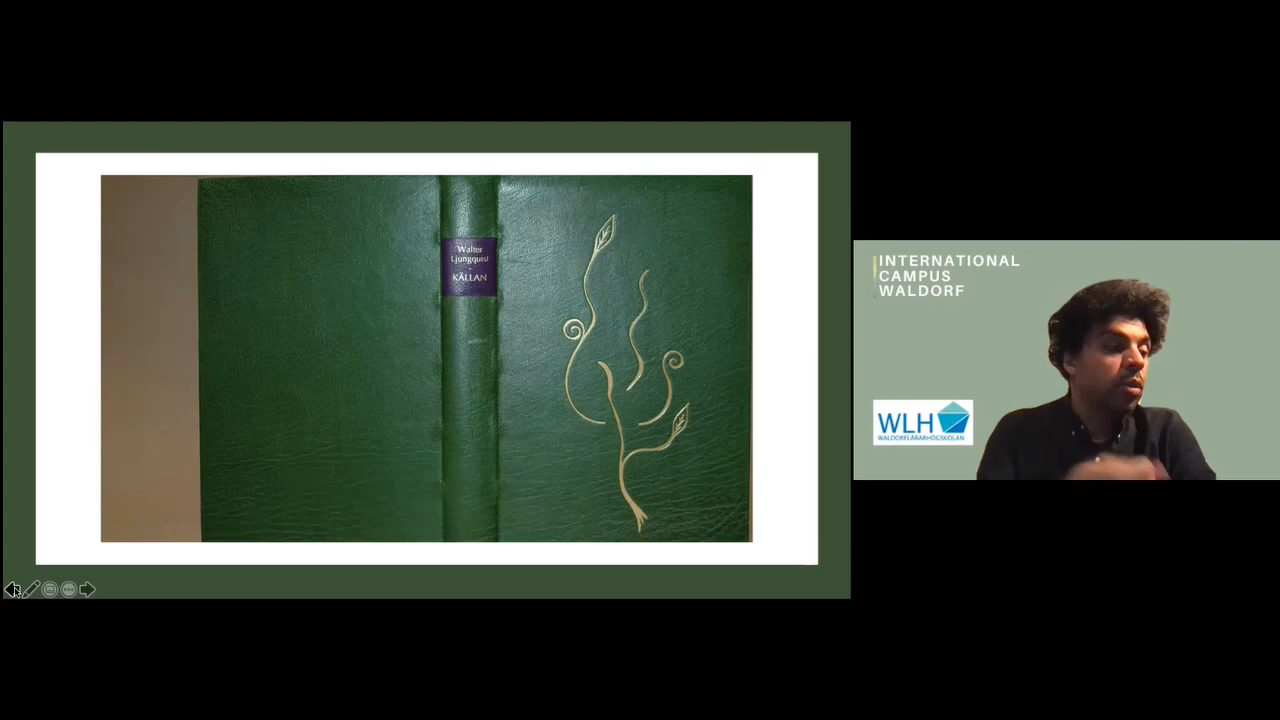 Walter
Ljungquist
KÄLLAN
INTERNATIONAL
CAMPUS
WALDORF
WLH
WALDORFLÄRARHÖGSKOLAN